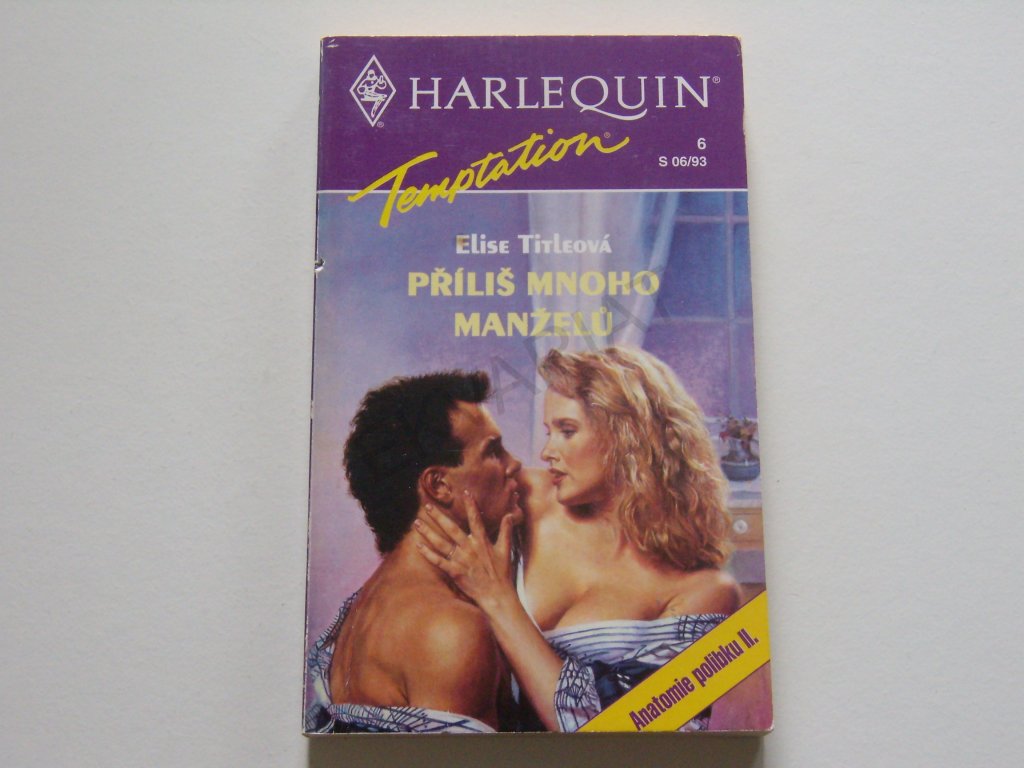 HARLEQUIN®
Temptation®
6
S 06/93
Elise Titleová
PŘÍLIŠ MNOHO
MANŽELŮ
Anatomie polibku II.